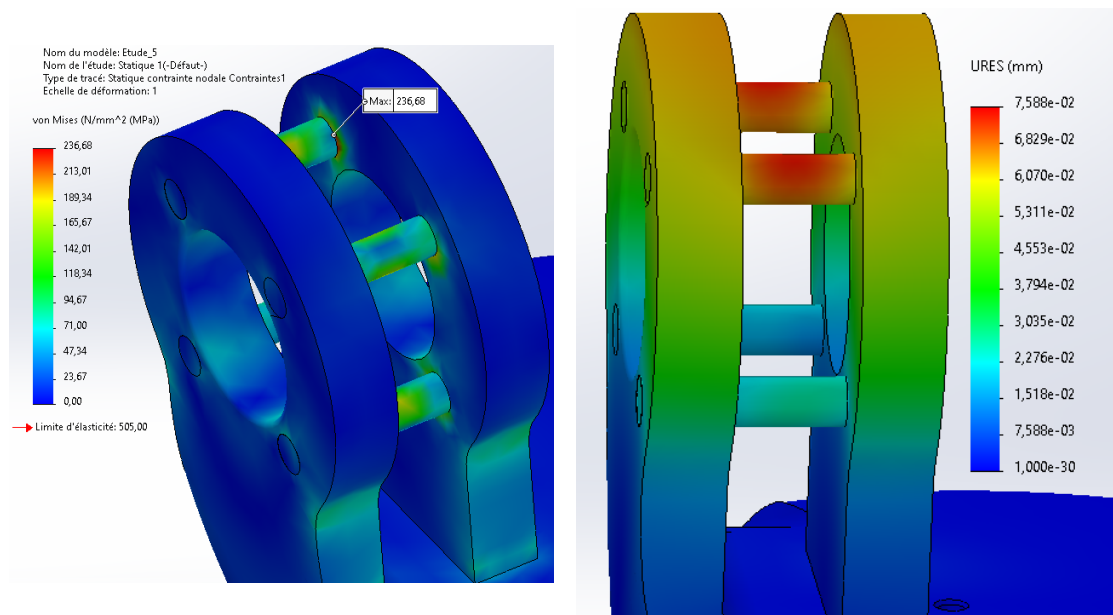 Nom du modèle: Etude_5
Nom de l'étude: Statique 1(-Défaut-)
Type de tracé: Statique contrainte nodale Contraintes1
Echelle de déformation: 1
von Mises (N/mm^2 (MPa))
236,68
213,01
189,34
165,67
142,01
118,34
94,67
71,00
47,34
23,67
0,00
Limite d'élasticité: 505,00
Max: 236,68
URES (mm)
7,588e-02
6,829e-02
6,070e-02
5,311e-02
4,553e-02
3,794e-02
3,035e-02
2,276e-02
1,518e-02
7,588e-03
1,000e-30